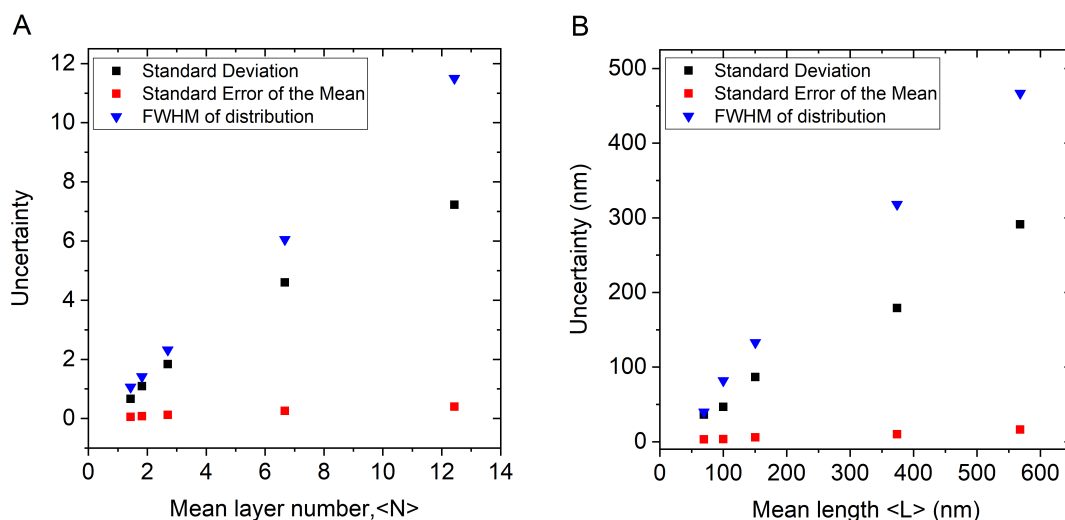 A
Standard Deviation
Standard Error of the Mean
FWHM of distribution
12
10
8
6
4
2
0
Uncertainty
0 2 4 6 8 10 12 14
Mean layer number,<N>
B
Standard Deviation
Standard Error of the Mean
FWHM of distribution
500
400
300
200
100
0
Uncertainty (nm)
0 100 200 300 400 500 600
Mean length <L> (nm)